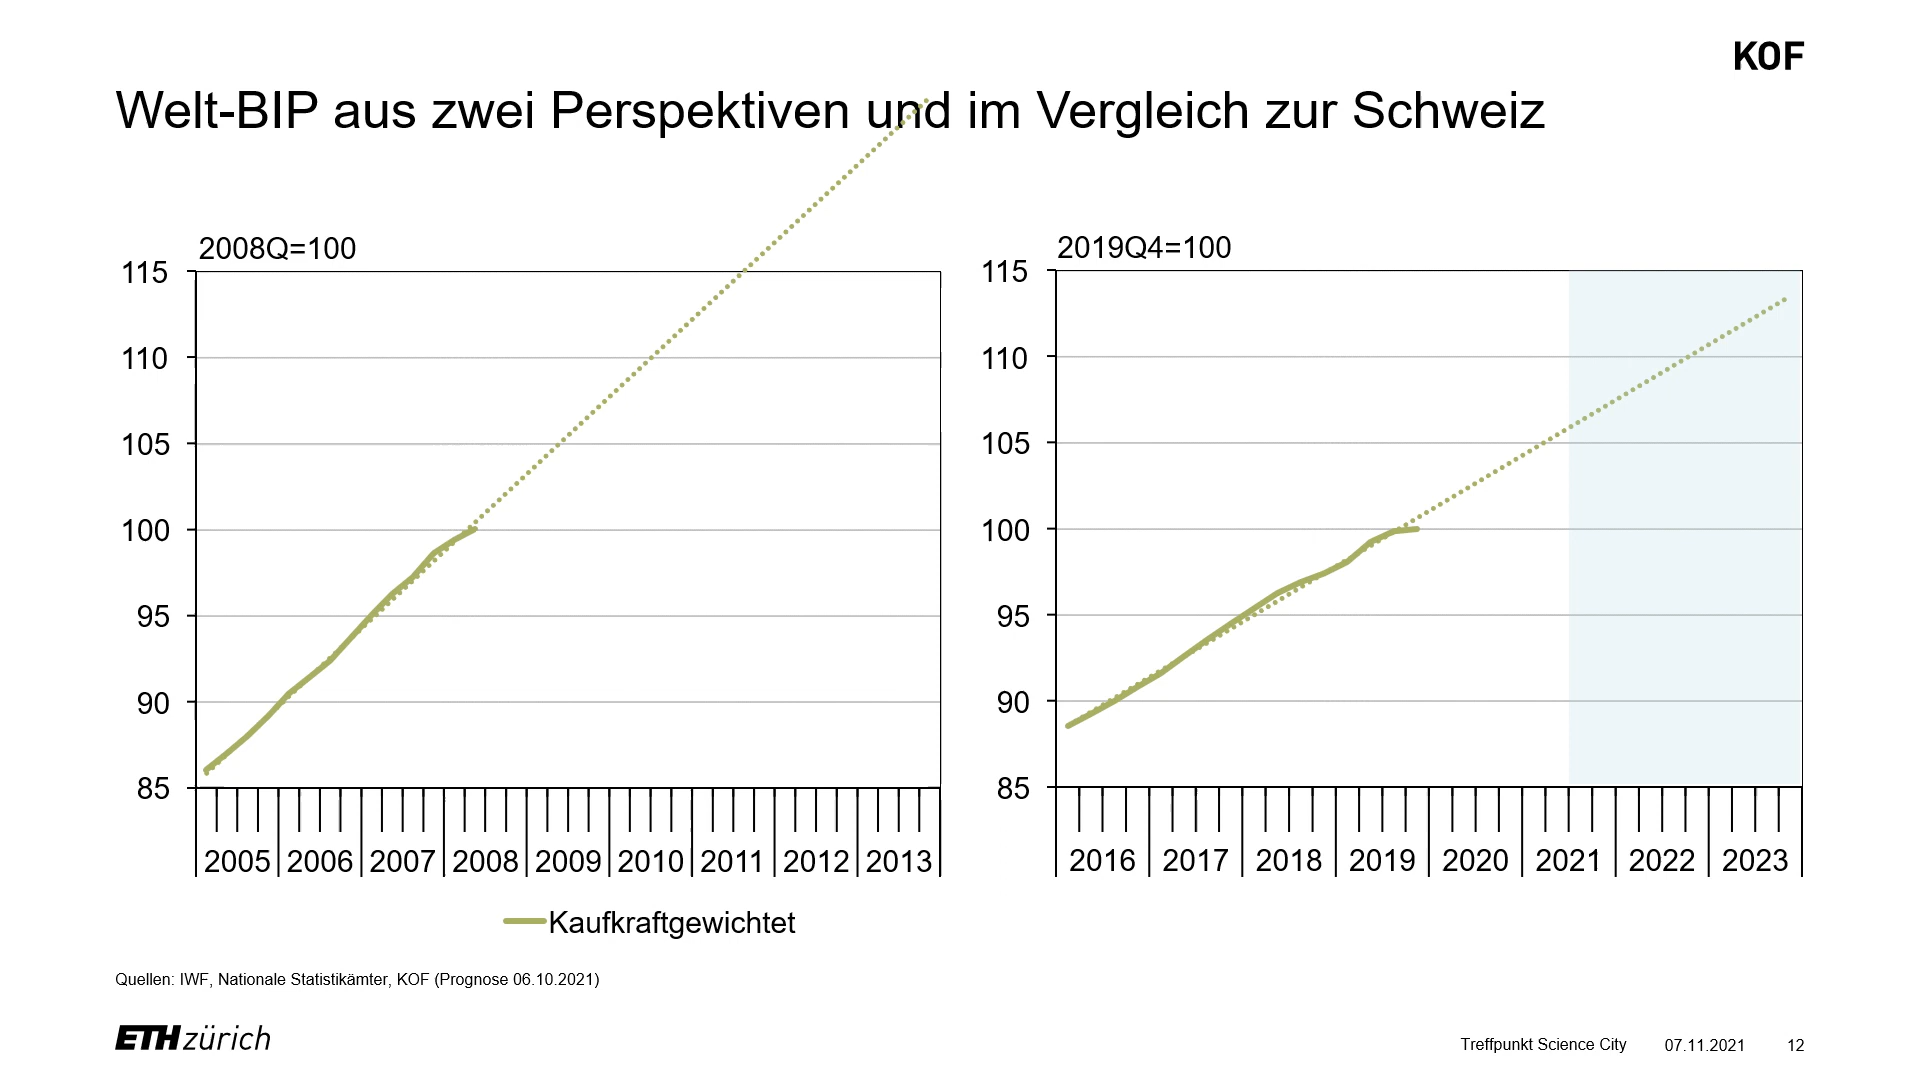 KOF
Welt-BIP aus zwei Perspektiven und im Vergleich zur Schweiz
2008Q=100
115
110
105
100
95
90
85
2005 2006 2007 2008 2009 2010 2011 2012 2013
2019Q4=100
115
110
105
100
95
90
85
2016 2017 2018 2019 2020 2021 2022 2023
Kaufkraftgewichtet
Quellen: IWF, Nationale Statistikämter, KOF (Prognose 06.10.2021)
ETH zürich
Treffpunkt Science City 07.11.2021 12